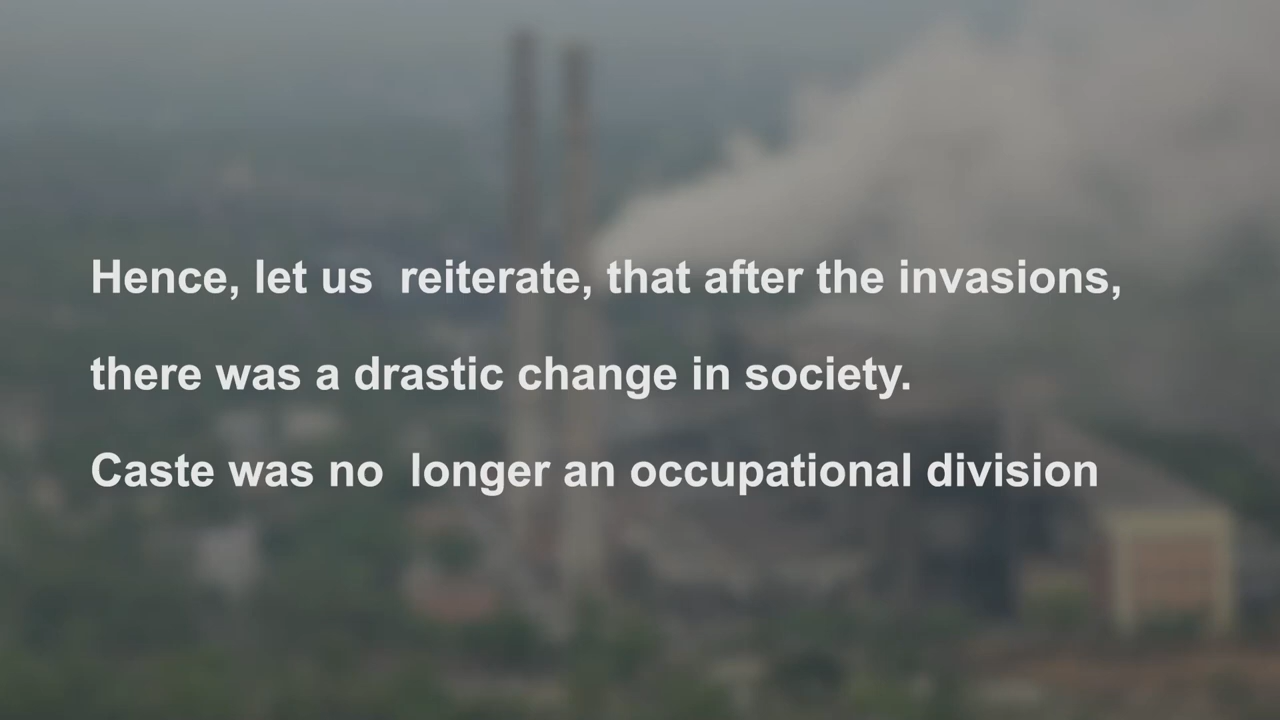 Hence, let us  reiterate, that after the invasions,
there was a drastic change in society.
Caste was no  longer an occupational division